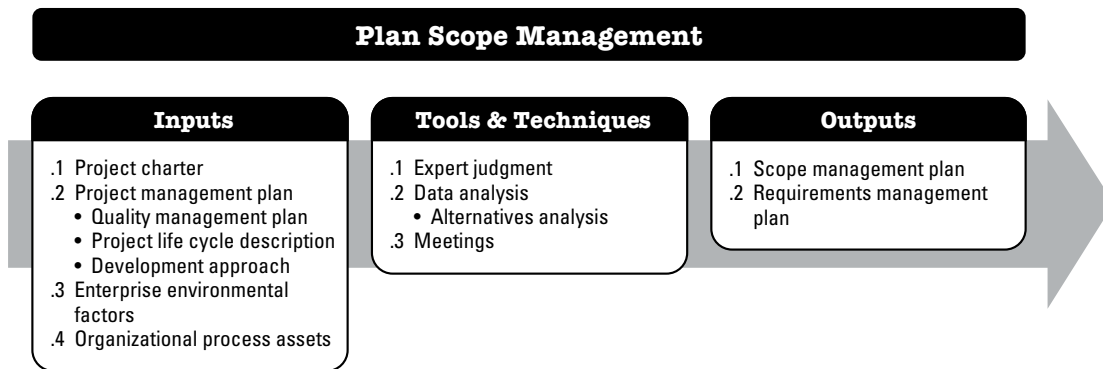 Plan Scope Management
Inputs
.1 Project charter
.2 Project management plan
• Quality management plan
• Project life cycle description
• Development approach
.3 Enterprise environmental
factors
.4 Organizational process assets
Tools & Techniques
.1 Expert judgment
.2 Data analysis
• Alternatives analysis
.3 Meetings
Outputs
.1 Scope management plan
.2 Requirements management
plan